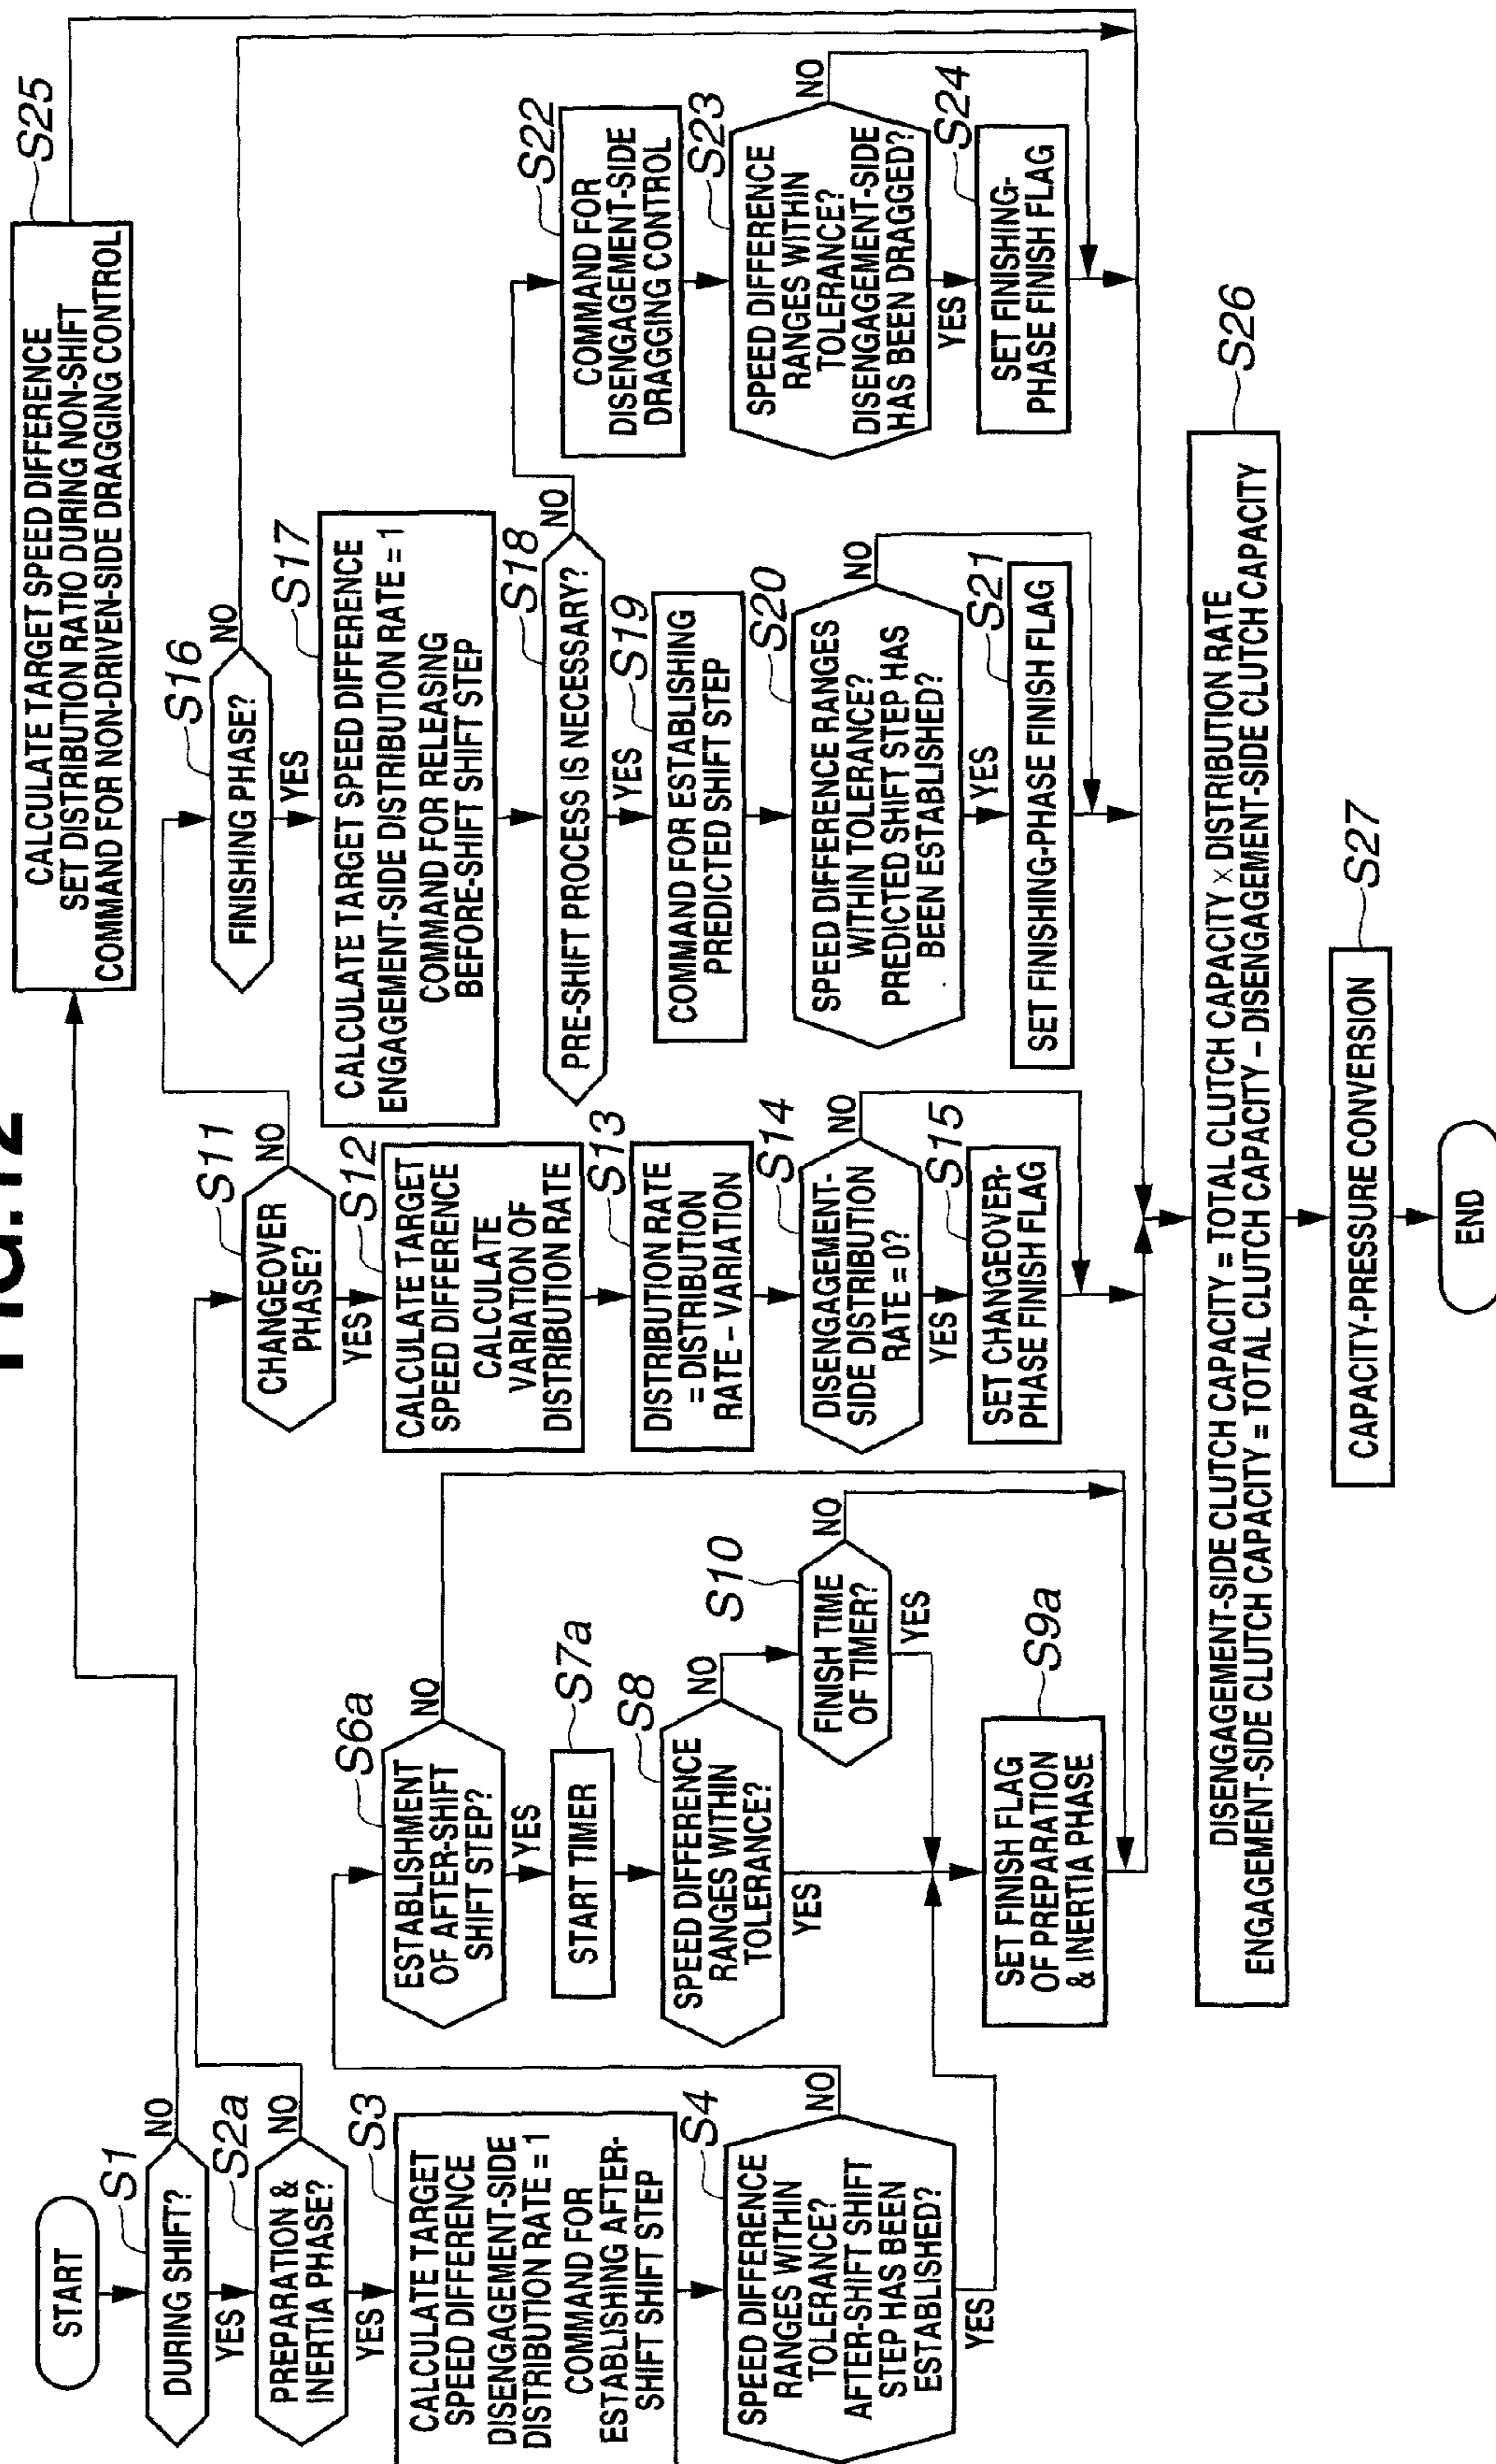 FIG.12
START
S1
DURING SHIFT?
NO
YES
S2a
PREPARATION &
INERTIA PHASE?
NO
YES
S3
CALCULATE TARGET
SPEED DIFFERENCE
DISENGAGEMENT-SIDE
DISTRIBUTION RATE = 1
COMMAND FOR
ESTABLISHING AFTER-
SHIFT SHIFT STEP
S4
SPEED DIFFERENCE
RANGES WITHIN
TOLERANCE?
AFTER-SHIFT SHIFT
STEP HAS BEEN
ESTABLISHED?
NO
YES
S6a
ESTABLISHMENT
OF AFTER-SHIFT
SHIFT STEP?
NO
YES
S7a
START TIMER
S8
SPEED DIFFERENCE
RANGES WITHIN
TOLERANCE?
NO
YES
S10
FINISH TIME
OF TIMER?
NO
YES
S9a
SET FINISH FLAG
OF PREPARATION
& INERTIA PHASE
S11
CHANGEOVER
PHASE?
NO
YES
S12
CALCULATE TARGET
SPEED DIFFERENCE
CALCULATE
VARIATION OF
DISTRIBUTION RATE
S13
DISTRIBUTION RATE
= DISTRIBUTION
RATE – VARIATION
S14
DISENGAGEMENT-
SIDE DISTRIBUTION
RATE = 0?
NO
YES
S15
SET CHANGEOVER-
PHASE FINISH FLAG
S16
FINISHING PHASE?
NO
YES
S17
CALCULATE TARGET SPEED DIFFERENCE
ENGAGEMENT-SIDE DISTRIBUTION RATE = 1
COMMAND FOR RELEASING
BEFORE-SHIFT SHIFT STEP
S18
PRE-SHIFT PROCESS IS NECESSARY?
NO
YES
S19
COMMAND FOR ESTABLISHING
PREDICTED SHIFT STEP
S20
SPEED DIFFERENCE RANGES
WITHIN TOLERANCE?
PREDICTED SHIFT STEP HAS
BEEN ESTABLISHED?
NO
YES
S21
SET FINISHING-PHASE FINISH FLAG
S22
COMMAND FOR
DISENGAGEMENT-SIDE
DRAGGING CONTROL
S23
SPEED DIFFERENCE
RANGES WITHIN
TOLERANCE?
DISENGAGEMENT-SIDE
HAS BEEN DRAGGED?
NO
YES
S24
SET FINISHING-
PHASE FINISH FLAG
S25
CALCULATE TARGET SPEED DIFFERENCE
SET DISTRIBUTION RATIO DURING NON-SHIFT
COMMAND FOR NON-DRIVEN-SIDE DRAGGING CONTROL
S26
DISENGAGEMENT-SIDE CLUTCH CAPACITY = TOTAL CLUTCH CAPACITY × DISTRIBUTION RATE
ENGAGEMENT-SIDE CLUTCH CAPACITY = TOTAL CLUTCH CAPACITY – DISENGAGEMENT-SIDE CLUTCH CAPACITY
S27
CAPACITY-PRESSURE CONVERSION
END